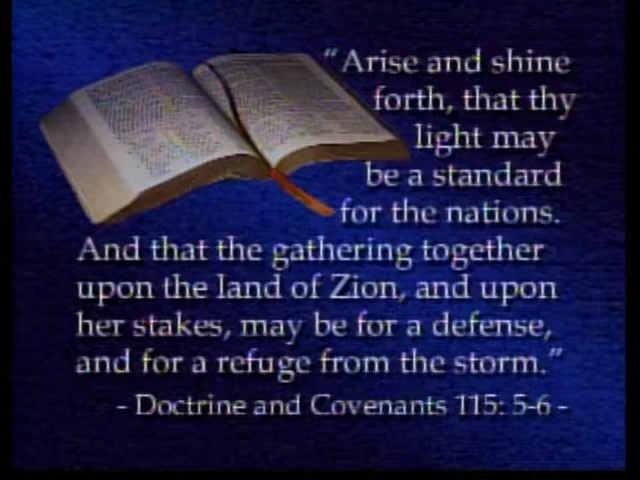 “Arise and shine
forth, that thy
light may
be a standard
for the nations.
And that the gathering together
upon the land of Zion, and upon
her stakes, may be for a defense,
and for a refuge from the storm.”
- Doctrine and Covenants 115: 5-6 -